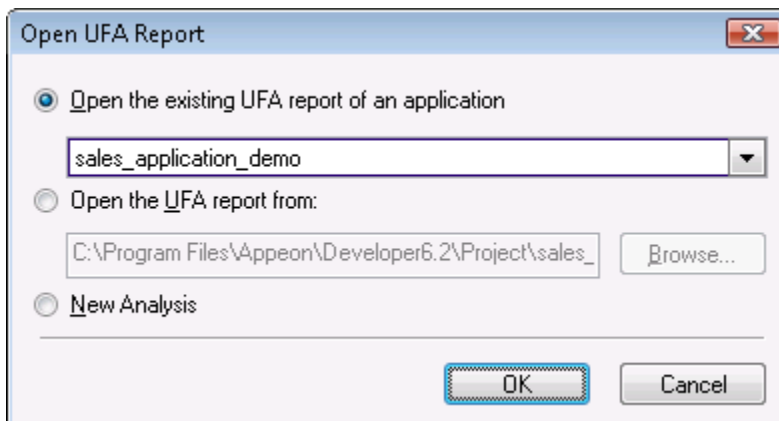 Open UFA Report
Open the existing UFA report of an application
sales_application_demo
Open the UFA report from:
C:\Program Files\Appeon\Developer6.2\Project\sales_
Browse...
New Analysis
OK
Cancel